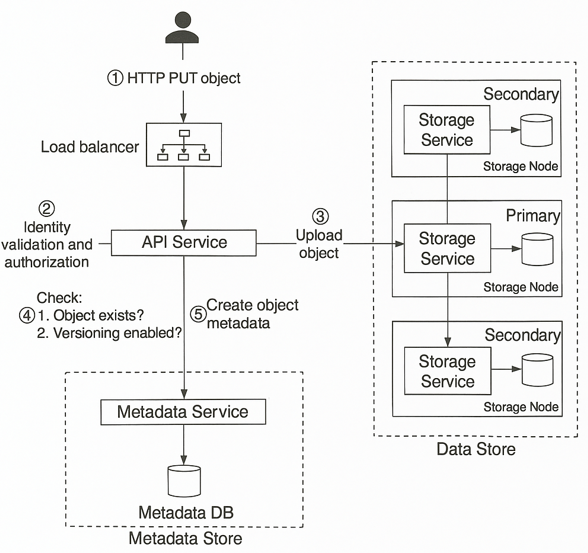 ① HTTP PUT object
Load balancer
②
Identity
validation and
authorization
API Service
③
Upload
object
Check:
④ 1. Object exists?
2. Versioning enabled?
⑤ Create object
metadata
Metadata Service
Metadata DB
Metadata Store
Secondary
Storage
Service
Storage Node
Primary
Storage
Service
Storage Node
Secondary
Storage
Service
Storage Node
Data Store